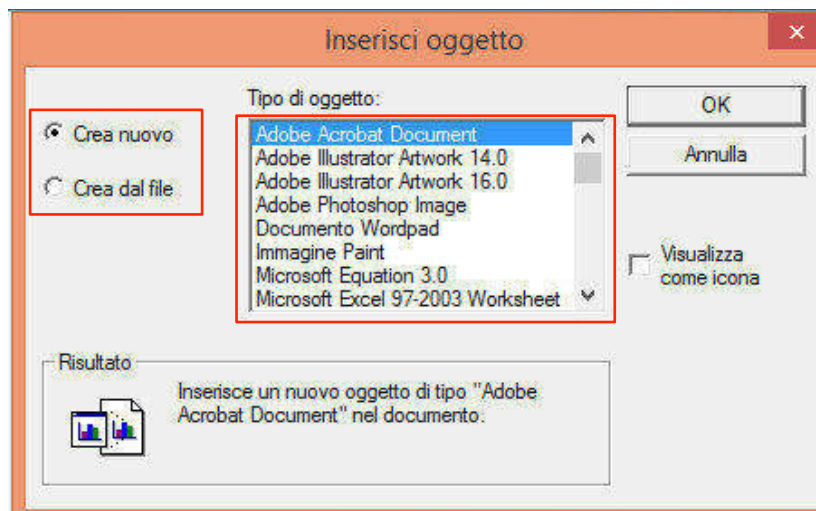 Inserisci oggetto
Crea nuovo
Crea dal file
Tipo di oggetto:
Adobe Acrobat Document
Adobe Illustrator Artwork 14.0
Adobe Illustrator Artwork 16.0
Adobe Photoshop Image
Documento Wordpad
Immagine Paint
Microsoft Equation 3.0
Microsoft Excel 97-2003 Worksheet
OK
Annulla
Visualizza
come icona
Risultato
Inserisce un nuovo oggetto di tipo "Adobe
Acrobat Document" nel documento.